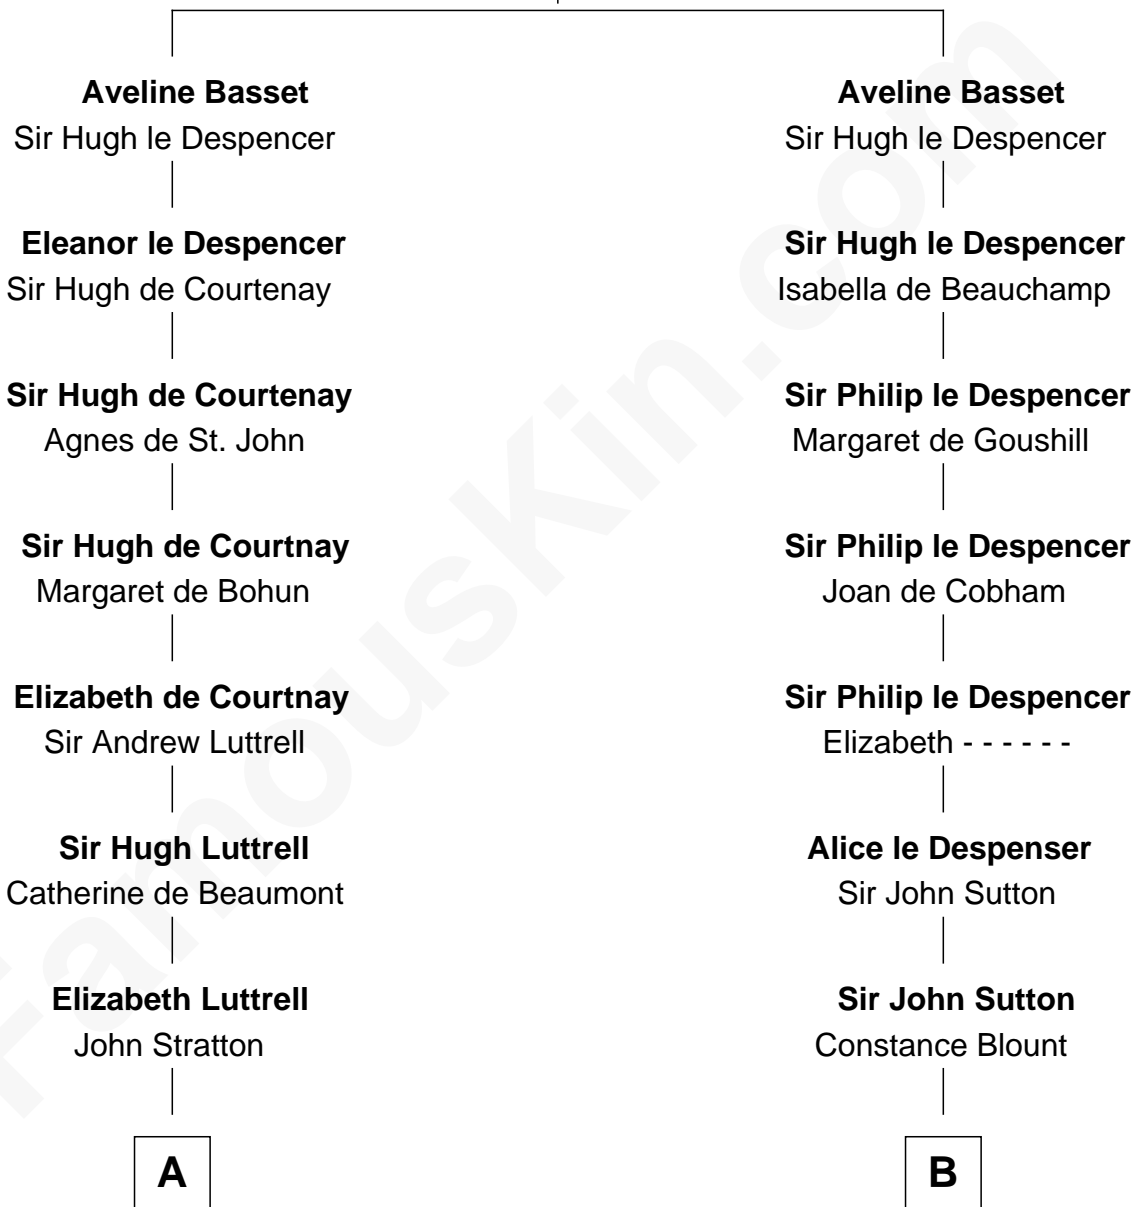 Aveline Basset
Sir Hugh le Despencer
Eleanor le Despencer
Sir Hugh de Courtenay
Sir Hugh de Courtenay
Agnes de St. John
Sir Hugh de Courtnay
Margaret de Bohun
Elizabeth de Courtnay
Sir Andrew Luttrell
Sir Hugh Luttrell
Catherine de Beaumont
Elizabeth Luttrell
John Stratton
A
Aveline Basset
Sir Hugh le Despencer
Sir Hugh le Despencer
Isabella de Beauchamp
Sir Philip le Despencer
Margaret de Goushill
Sir Philip le Despencer
Joan de Cobham
Sir Philip le Despencer
Elizabeth - - - - - -
Alice le Despenser
Sir John Sutton
Sir John Sutton
Constance Blount
B
FamousKin.com